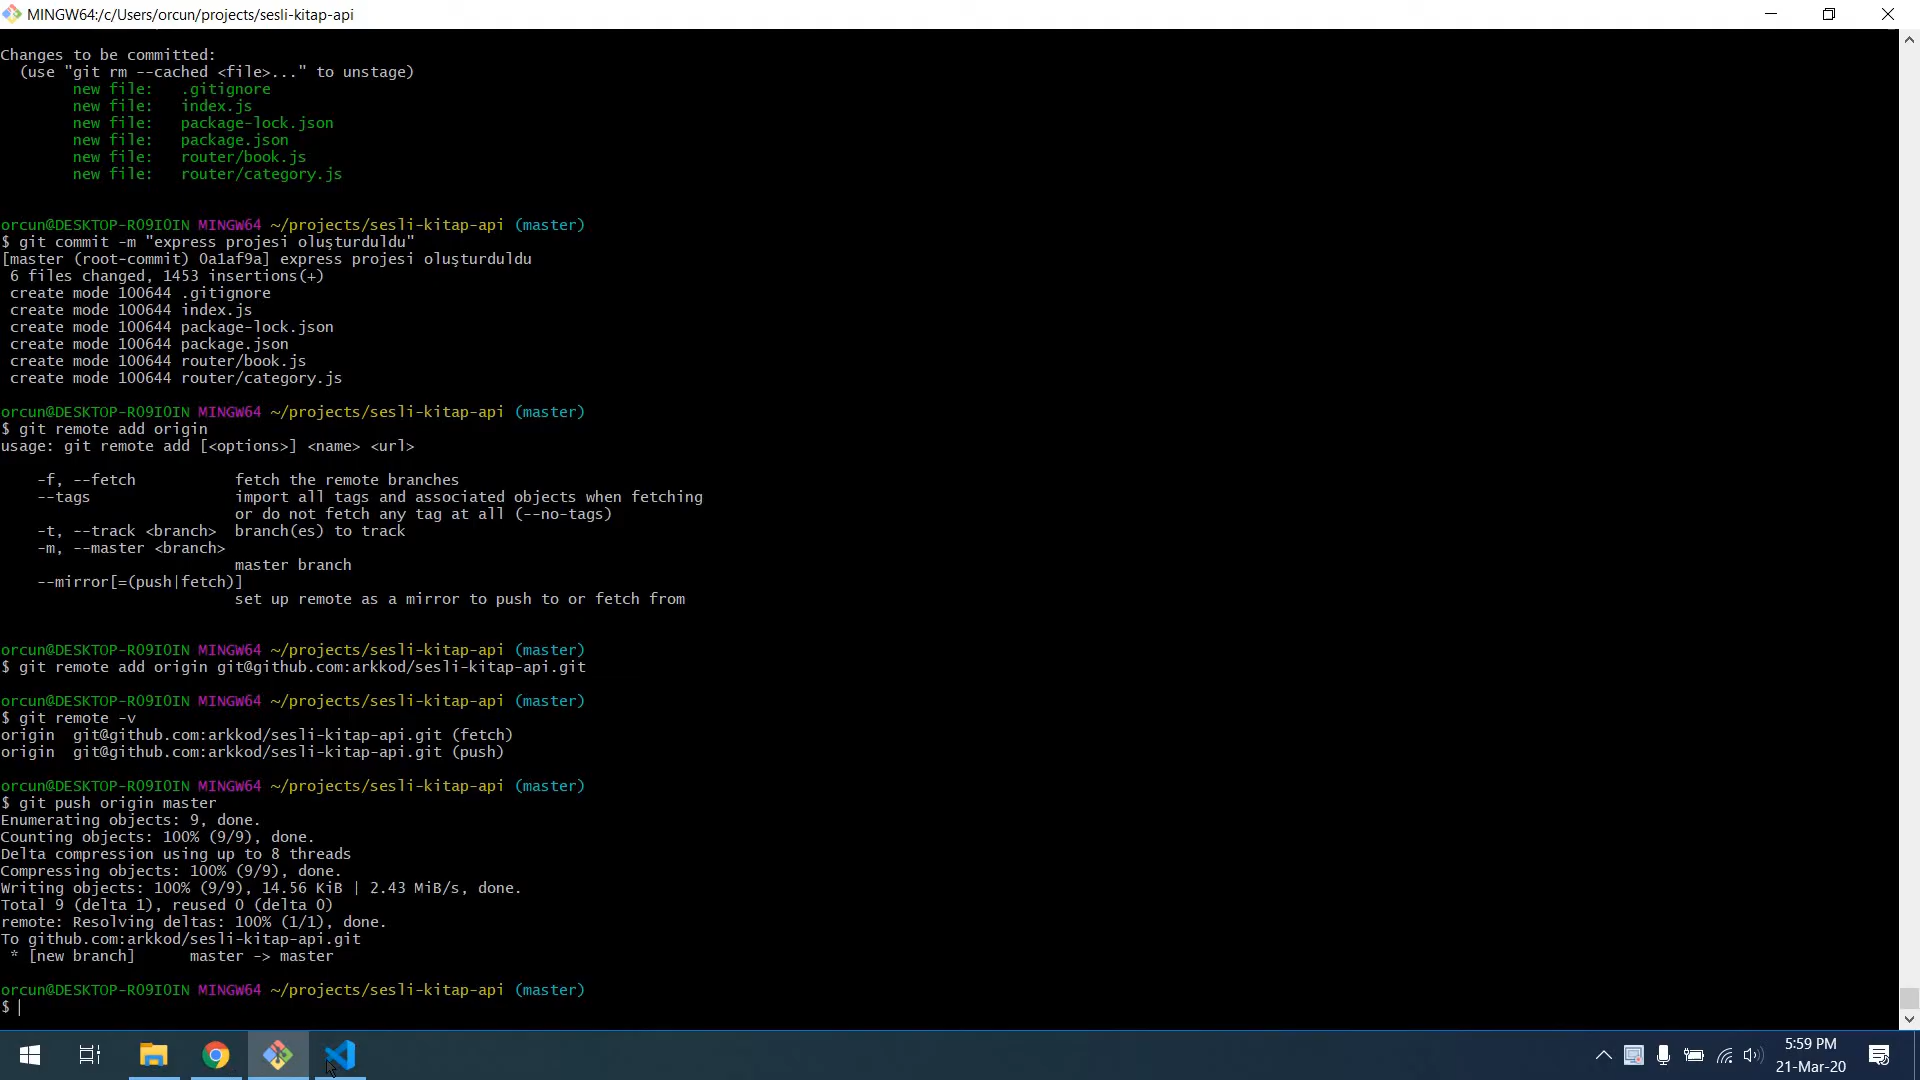 MINGW64:/c/Users/orcun/projects/sesli-kitap-api
Changes to be committed:
(use "git rm --cached <file>..." to unstage)
new file:   .gitignore
new file:   index.js
new file:   package-lock.json
new file:   package.json
new file:   router/book.js
new file:   router/category.js
orcun@DESKTOP-RO9IOIN MINGW64 ~/projects/sesli-kitap-api (master)
$ git commit -m "express projesi oluşturduldu"
[master (root-commit) 0a1af9a] express projesi oluşturduldu
6 files changed, 1453 insertions(+)
create mode 100644 .gitignore
create mode 100644 index.js
create mode 100644 package-lock.json
create mode 100644 package.json
create mode 100644 router/book.js
create mode 100644 router/category.js
orcun@DESKTOP-RO9IOIN MINGW64 ~/projects/sesli-kitap-api (master)
$ git remote add origin
usage: git remote add [<options>] <name> <url>
-f, --fetch           fetch the remote branches
--tags                import all tags and associated objects when fetching
or do not fetch any tag at all (--no-tags)
-t, --track <branch>  branch(es) to track
-m, --master <branch>
master branch
--mirror[=(push|fetch)]
set up remote as a mirror to push to or fetch from
orcun@DESKTOP-RO9IOIN MINGW64 ~/projects/sesli-kitap-api (master)
$ git remote add origin git@github.com:arkkod/sesli-kitap-api.git
orcun@DESKTOP-RO9IOIN MINGW64 ~/projects/sesli-kitap-api (master)
$ git remote -v
origin  git@github.com:arkkod/sesli-kitap-api.git (fetch)
origin  git@github.com:arkkod/sesli-kitap-api.git (push)
orcun@DESKTOP-RO9IOIN MINGW64 ~/projects/sesli-kitap-api (master)
$ git push origin master
Enumerating objects: 9, done.
Counting objects: 100% (9/9), done.
Delta compression using up to 8 threads
Compressing objects: 100% (9/9), done.
Writing objects: 100% (9/9), 14.56 KiB | 2.43 MiB/s, done.
Total 9 (delta 1), reused 0 (delta 0)
remote: Resolving deltas: 100% (1/1), done.
To github.com:arkkod/sesli-kitap-api.git
* [new branch]      master -> master
orcun@DESKTOP-RO9IOIN MINGW64 ~/projects/sesli-kitap-api (master)
$
5:59 PM
21-Mar-20